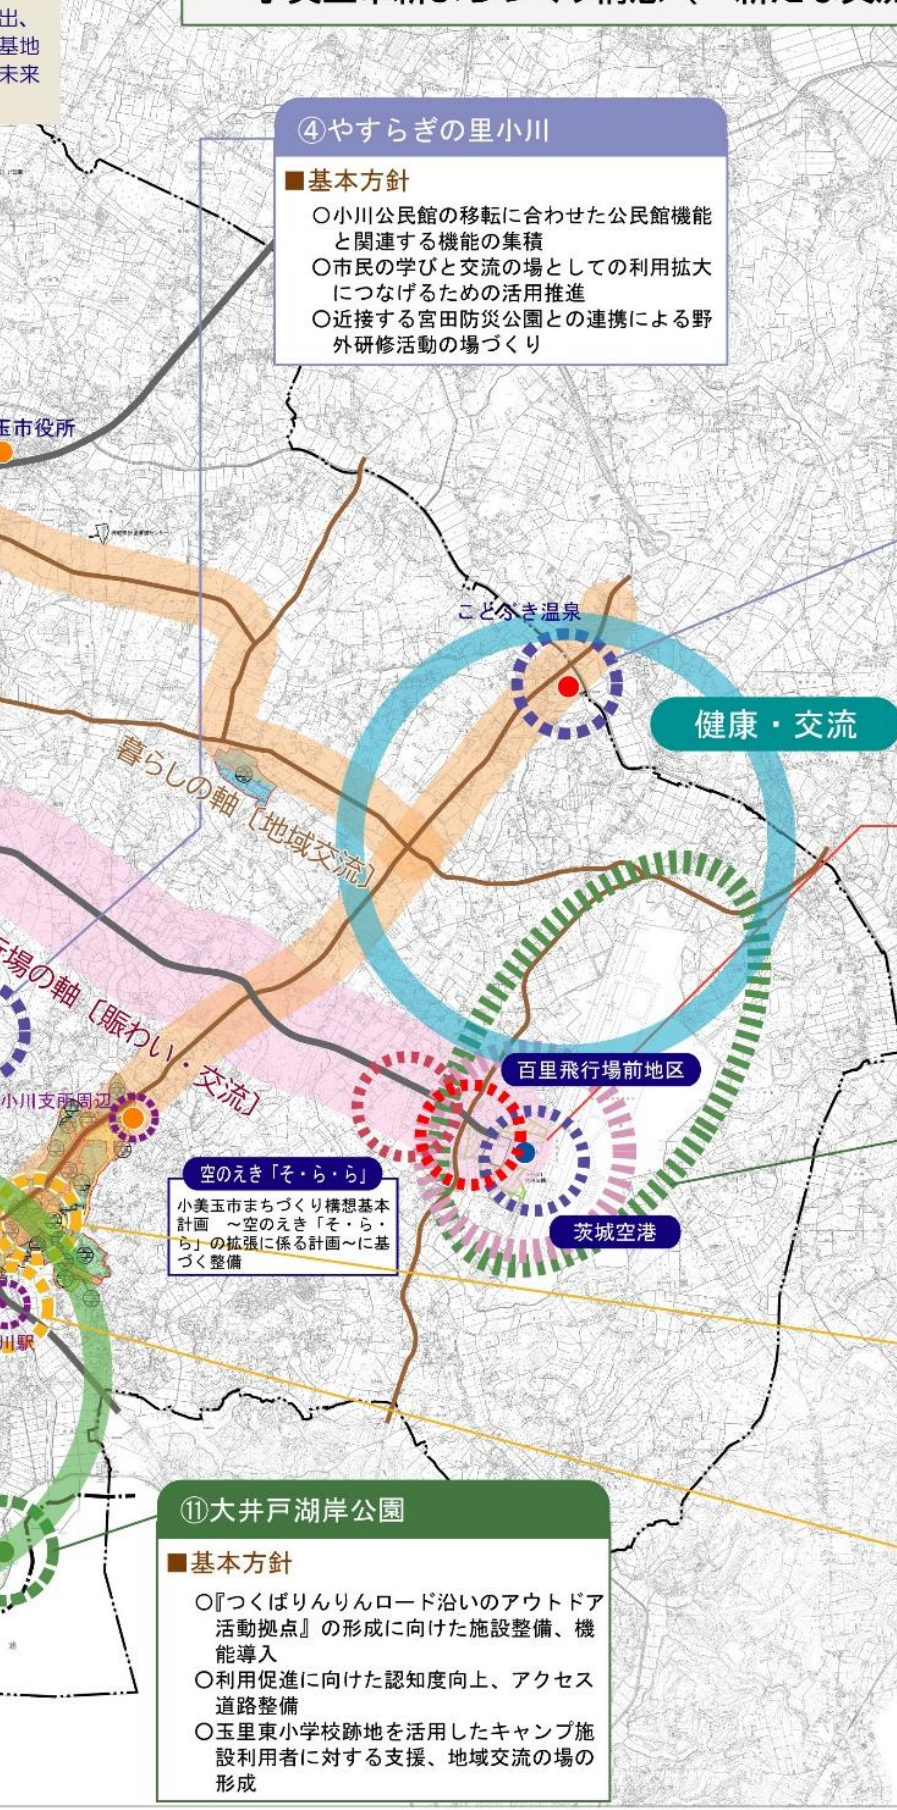 出、
基地
未来
④やすらぎの里小川
■基本方針
○小川公民館の移転に合わせた公民館機能
と関連する機能の集積
○市民の学びと交流の場としての利用拡大
につなげるための活用推進
○近接する宮田防災公園との連携による野
外研修活動の場づくり
玉市役所
ことぶき温泉
健康・交流
暮らしの軸〔地域交流〕
場の軸〔賑わい・交流〕
百里飛行場前地区
小川支所周辺
空のえき「そ・ら・ら」
小美玉市まちづくり構想基本
計画　～空のえき「そ・ら・
ら」の拡張に係る計画～に基
づく整備
茨城空港
川駅
⑪大井戸湖岸公園
■基本方針
○『つくばりんりんロード沿いのアウトドア
活動拠点』の形成に向けた施設整備、機
能導入
○利用促進に向けた認知度向上、アクセス
道路整備
○玉里東小学校跡地を活用したキャンプ施
設利用者に対する支援、地域交流の場の
形成